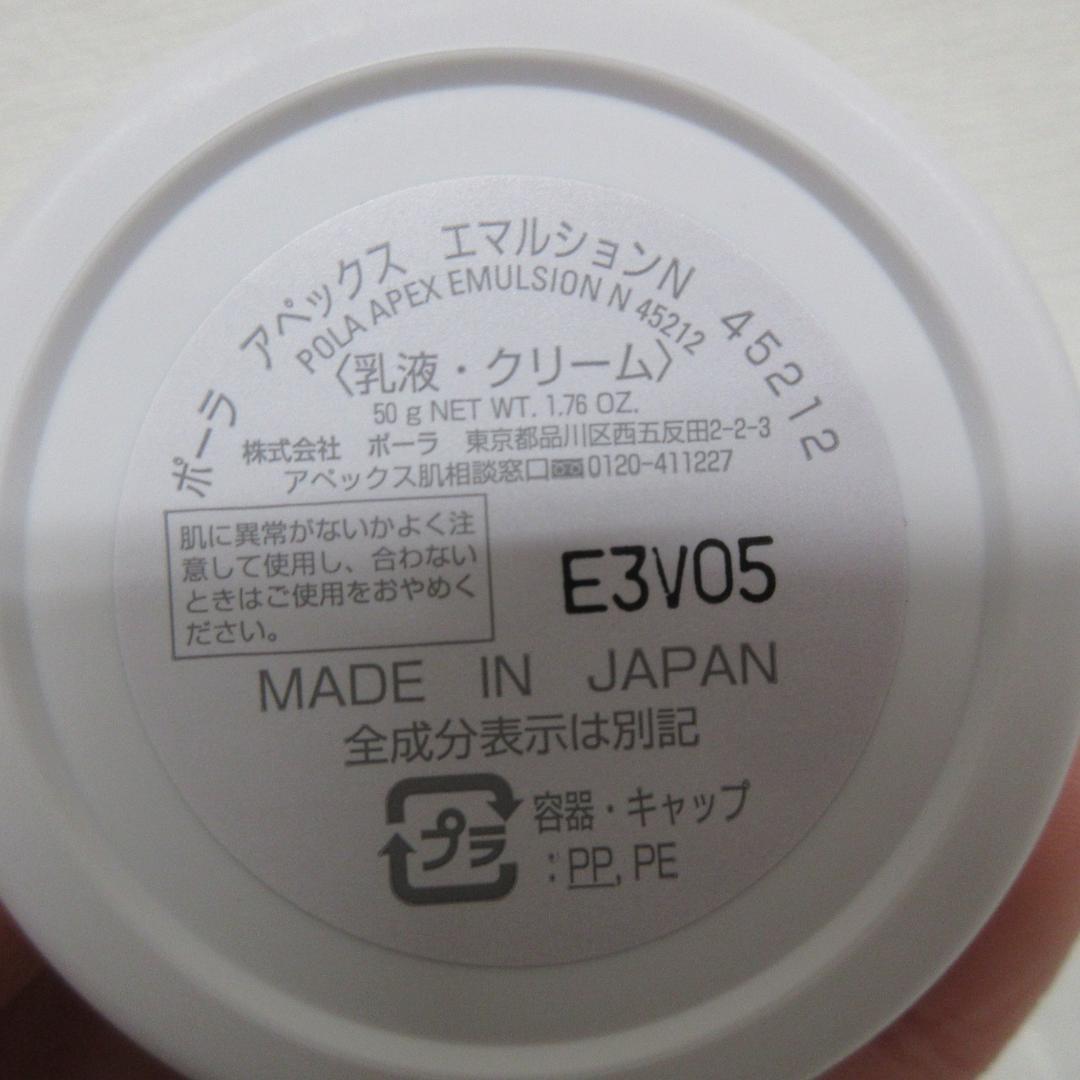 ポーラ アペックス エマルションN 45212
POLA APEX EMULSION N 45212
〈乳液・クリーム〉
50 g NET WT. 1.76 OZ.
株式会社 ポーラ 東京都品川区西五反田2-2-3
アペックス肌相談窓口 0120-411227
肌に異常がないかよく注
意して使用し、合わない
ときはご使用をおやめく
ださい。
E3V05
MADE IN JAPAN
全成分表示は別記
プラ
容器・キャップ
: PP, PE